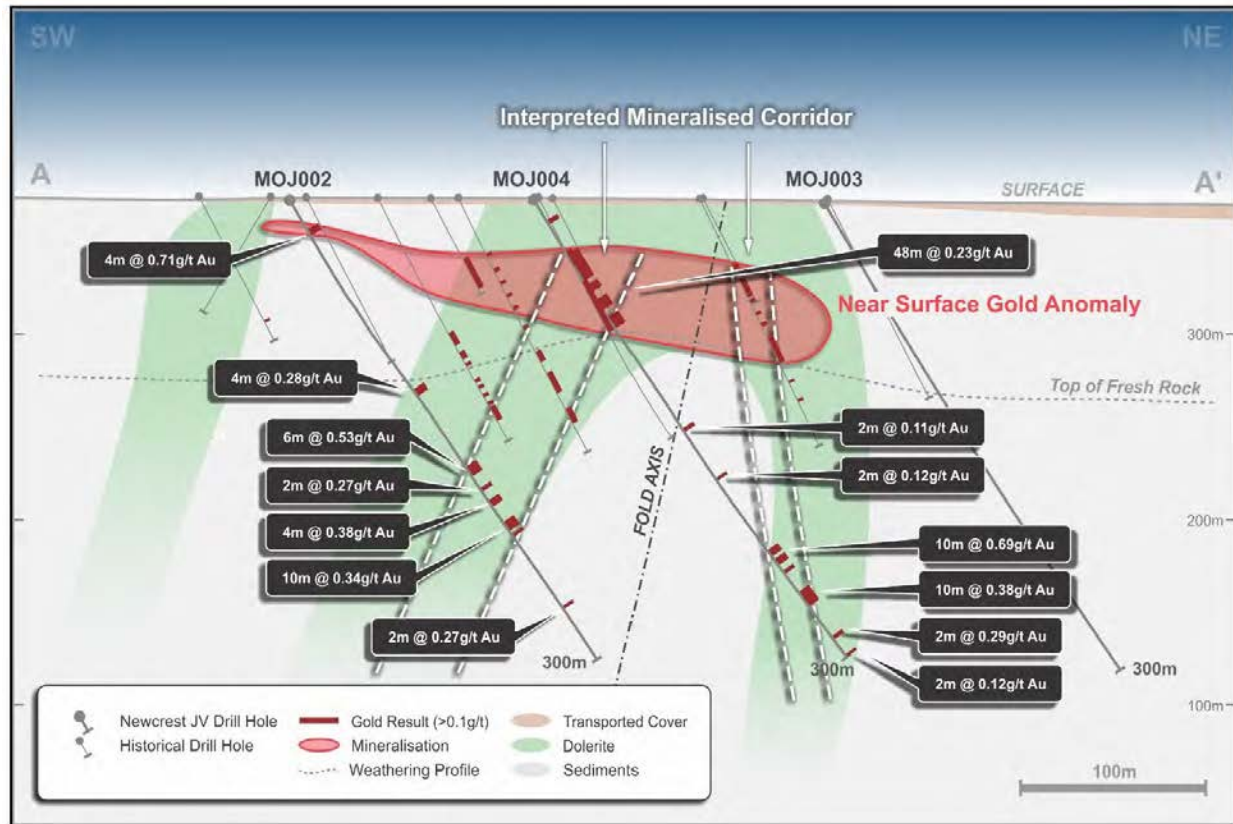 SW
NE
Interpreted Mineralised Corridor
A
MOJ002
MOJ004
MOJ003
SURFACE
A'
4m @ 0.71g/t Au
48m @ 0.23g/t Au
Near Surface Gold Anomaly
300m
4m @ 0.28g/t Au
Top of Fresh Rock
6m @ 0.53g/t Au
2m @ 0.11g/t Au
2m @ 0.27g/t Au
2m @ 0.12g/t Au
FOLD AXIS
4m @ 0.38g/t Au
200m
10m @ 0.34g/t Au
10m @ 0.69g/t Au
10m @ 0.38g/t Au
2m @ 0.27g/t Au
2m @ 0.29g/t Au
300m
300m
300m
2m @ 0.12g/t Au
100m
Newcrest JV Drill Hole
Historical Drill Hole
Gold Result (>0.1g/t)
Mineralisation
Weathering Profile
Transported Cover
Dolerite
Sediments
100m